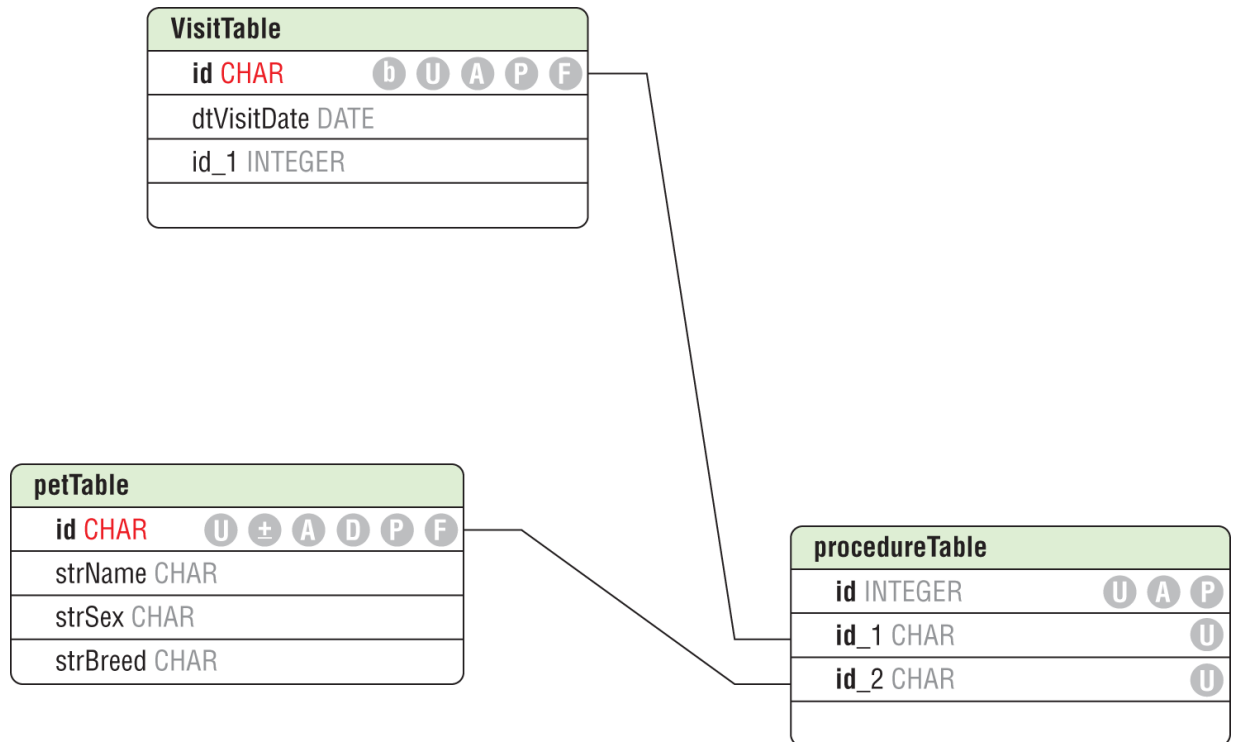 VisitTable
id CHAR b U A P F
dtVisitDate DATE
id_1 INTEGER
petTable
id CHAR U ± A D P F
strName CHAR
strSex CHAR
strBreed CHAR
procedureTable
id INTEGER U A P
id_1 CHAR U
id_2 CHAR U